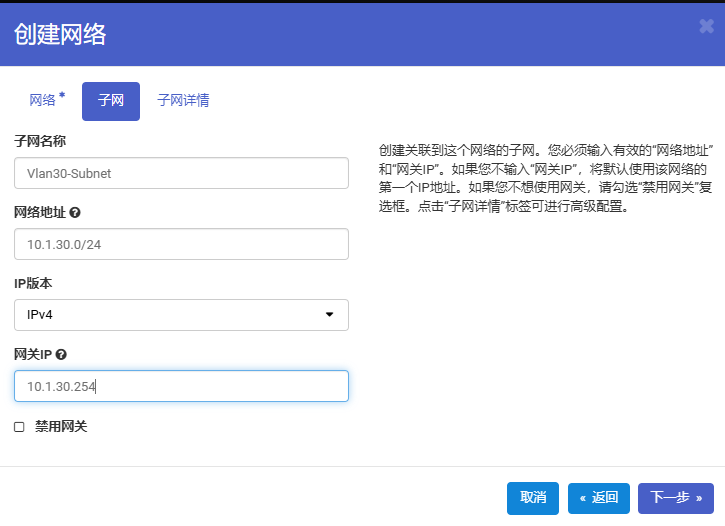 创建网络
网络 *
子网
子网详情
子网名称
Vlan30-Subnet
网络地址
10.1.30.0/24
IP版本
IPv4
网关IP
10.1.30.254
禁用网关
创建关联到这个网络的子网。您必须输入有效的“网络地址”
和“网关IP”。如果您不输入“网关IP”，将默认使用该网络的
第一个IP地址。如果您不想使用网关，请勾选“禁用网关”复
选框。点击“子网详情”标签可进行高级配置。
取消
« 返回
下一步 »